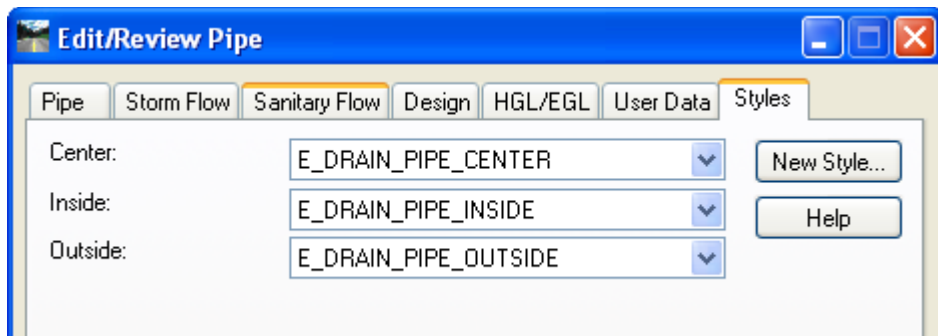 Edit/Review Pipe
Pipe Storm Flow Sanitary Flow Design HGL/EGL User Data Styles
Center: E_DRAIN_PIPE_CENTER New Style...
Inside: E_DRAIN_PIPE_INSIDE Help
Outside: E_DRAIN_PIPE_OUTSIDE